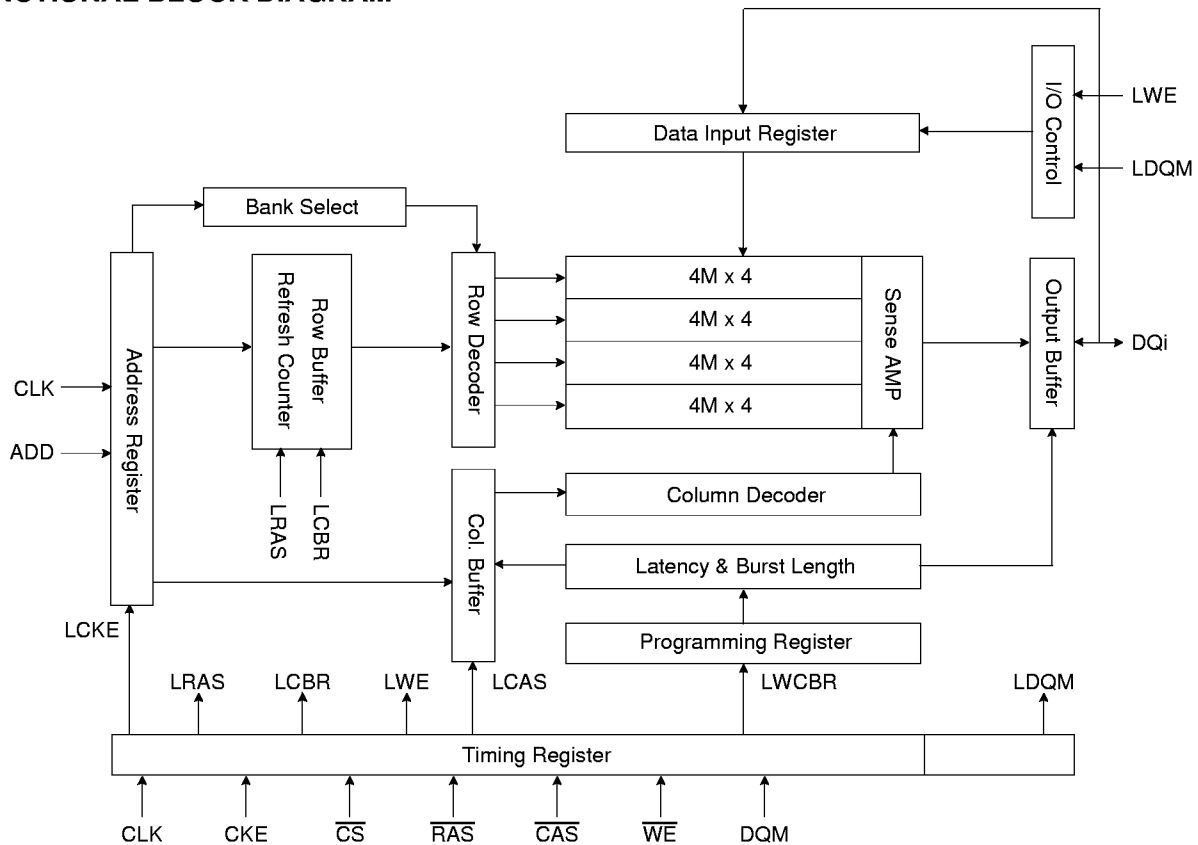 LWE
I/O Control
Data Input Register
LDQM
Bank Select
4M x 4
4M x 4
4M x 4
4M x 4
Sense AMP
Output Buffer
DQi
Row Decoder
Row Buffer
Refresh Counter
Address Register
CLK
ADD
LRAS
LCBR
Column Decoder
Col. Buffer
Latency & Burst Length
Programming Register
LCKE
LRAS
LCBR
LWE
LCAS
LWCBR
LDQM
Timing Register
CLK
CKE
CS
RAS
CAS
WE
DQM